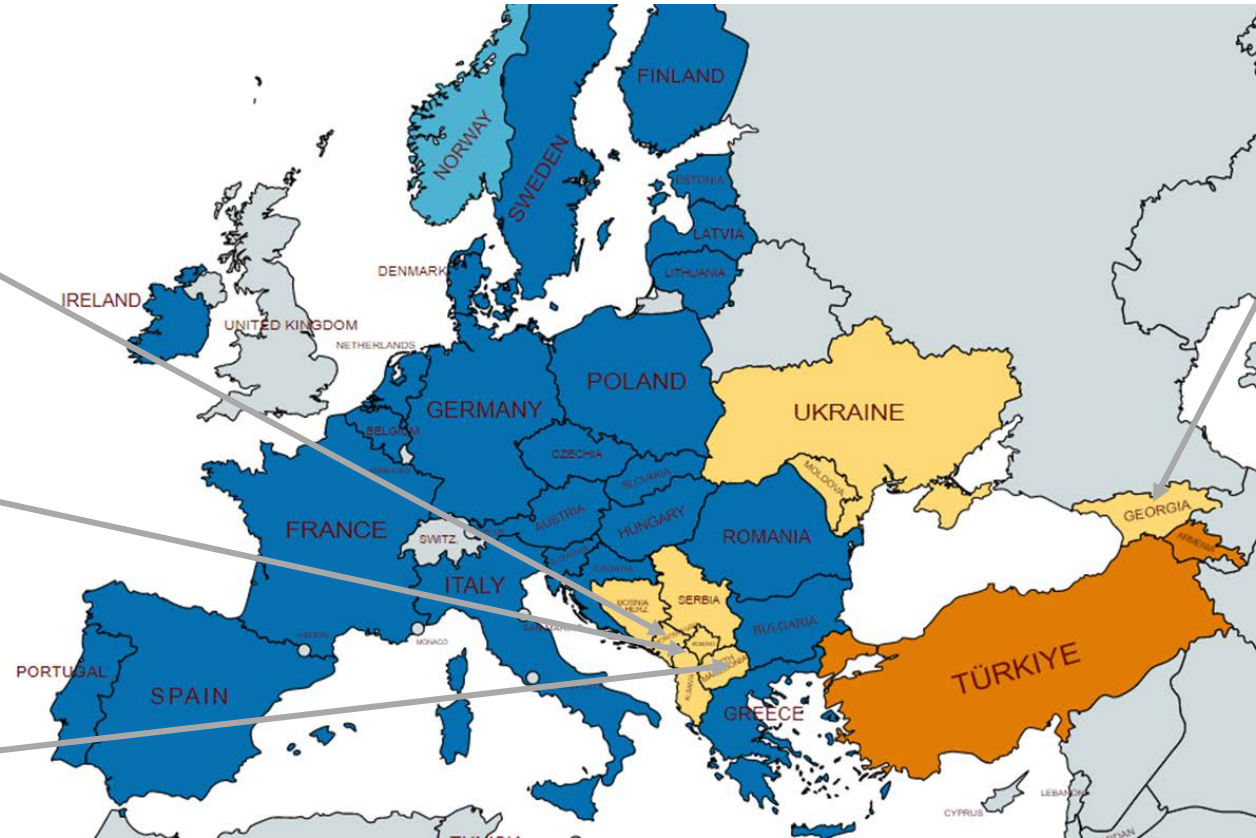 FINLAND
NORWAY
SWEDEN
ESTONIA
LATVIA
LITHUANIA
DENMARK
IRELAND
UNITED KINGDOM
NETHERLANDS
POLAND
GERMANY
UKRAINE
BELGIUM
CZECHIA
SLOVAKIA
MOLDOVA
GEORGIA
AUSTRIA
HUNGARY
FRANCE
SWITZ.
ROMANIA
ARMENIA
CROATIA
ITALY
BOSNIA
HERZ.
SERBIA
BULGARIA
MONACO
KOSOVO
PORTUGAL
SPAIN
MACEDONIA
TÜRKIYE
GREECE
CYPRUS
LEBANON